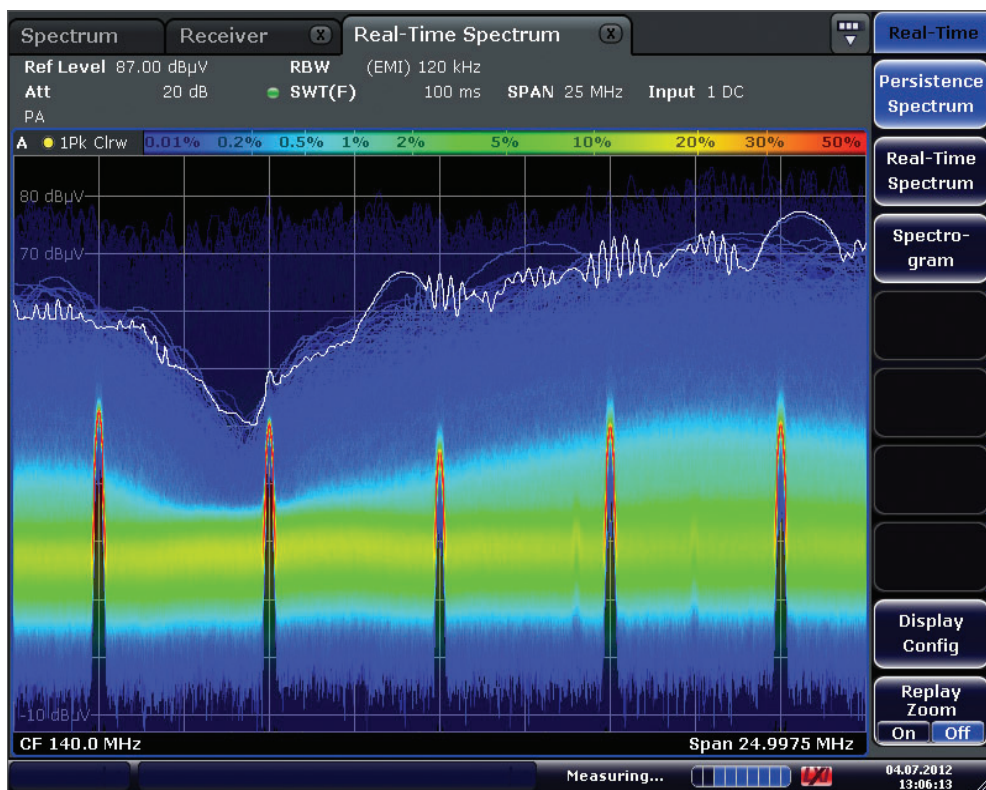 Spectrum Receiver X Real-Time Spectrum X Real-Time
Ref Level 87.00 dBµV RBW (EMI) 120 kHz
Att 20 dB SWT(F) 100 ms SPAN 25 MHz Input 1 DC
PA
Persistence
Spectrum
A 1Pk Clrw 0.01% 0.2% 0.5% 1% 2% 5% 10% 20% 30% 50%
Real-Time
Spectrum
80 dBµV
70 dBµV
Spectro-
gram
Display
Config
Replay
Zoom
On Off
-10 dBµV
CF 140.0 MHz Span 24.9975 MHz
Measuring... LXI 04.07.2012
13:06:13